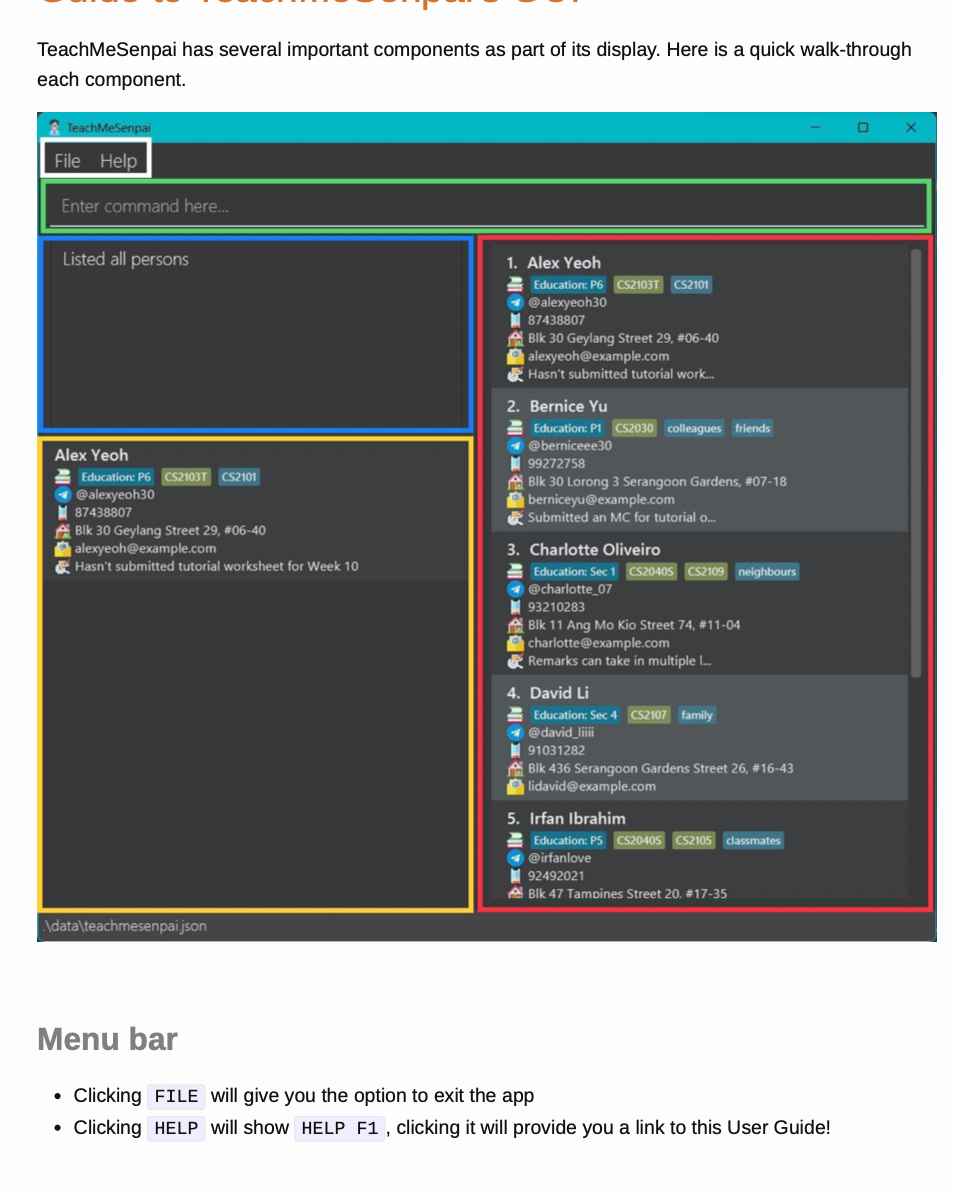 Guide to TeachMeSenpai's GUI
TeachMeSenpai has several important components as part of its display. Here is a quick walk-through
each component.
TeachMeSenpai
File Help
Enter command here...
Listed all persons
Alex Yeoh
Education: P6 CS2103T CS2101
@alexyeoh30
87438807
Blk 30 Geylang Street 29, #06-40
alexyeoh@example.com
Hasn't submitted tutorial worksheet for Week 10
1. Alex Yeoh
Education: P6 CS2103T CS2101
@alexyeoh30
87438807
Blk 30 Geylang Street 29, #06-40
alexyeoh@example.com
Hasn't submitted tutorial work...
2. Bernice Yu
Education: P1 CS2030 colleagues friends
@berniceee30
99272758
Blk 30 Lorong 3 Serangoon Gardens, #07-18
berniceyu@example.com
Submitted an MC for tutorial o...
3. Charlotte Oliveiro
Education: Sec 1 CS2040S CS2109 neighbours
@charlotte_07
93210283
Blk 11 Ang Mo Kio Street 74, #11-04
charlotte@example.com
Remarks can take in multiple l...
4. David Li
Education: Sec 4 CS2107 family
@david_liiii
91031282
Blk 436 Serangoon Gardens Street 26, #16-43
lidavid@example.com
5. Irfan Ibrahim
Education: P5 CS2040S CS2105 classmates
@irfanlove
92492021
Blk 47 Tampines Street 20, #17-35
.\data\teachmesenpai.json
Menu bar
• Clicking FILE will give you the option to exit the app
• Clicking HELP will show HELP F1, clicking it will provide you a link to this User Guide!